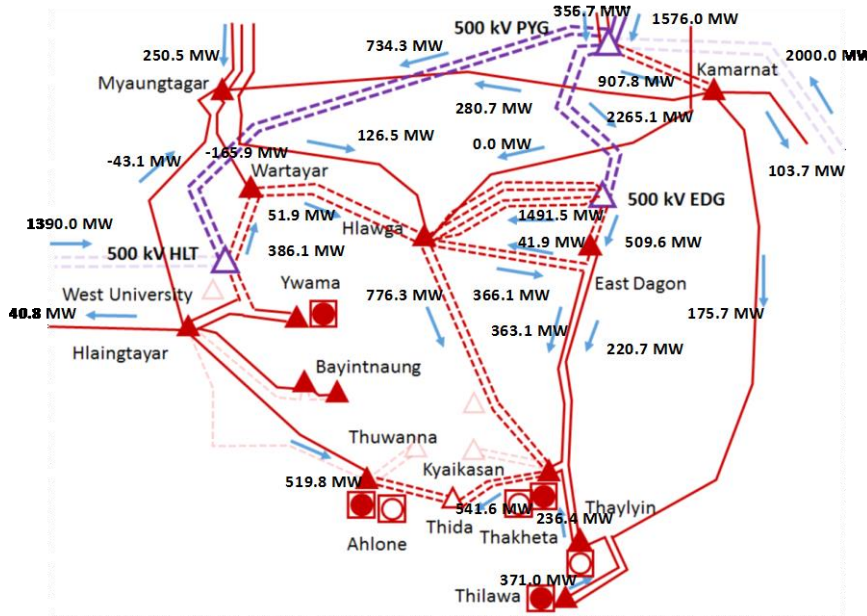 356.7 MW
500 kV PYG
1576.0 MW
250.5 MW
734.3 MW
2000.0 MW
Myaungtagar
907.8 MW
Kamarnat
280.7 MW
2265.1 MW
126.5 MW
0.0 MW
-43.1 MW
-165.9 MW
103.7 MW
Wartayar
500 kV EDG
51.9 MW
1491.5 MW
1390.0 MW
Hlawga
41.9 MW
509.6 MW
500 kV HLT
386.1 MW
Ywama
East Dagon
West University
776.3 MW
366.1 MW
40.8 MW
175.7 MW
363.1 MW
Hlaingtayar
220.7 MW
Bayintnaung
Thuwanna
Kyaikasan
519.8 MW
541.6 MW
Thaylyin
Thida
236.4 MW
Thakheta
Ahlone
371.0 MW
Thilawa